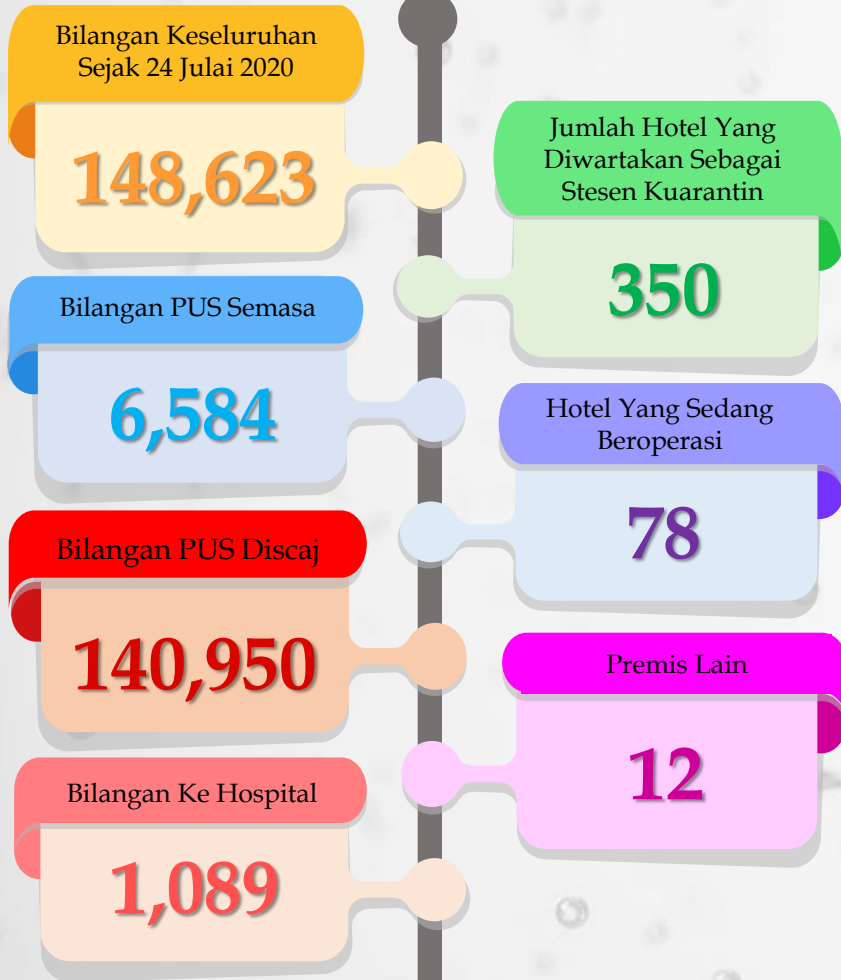 Bilangan Keseluruhan
Sejak 24 Julai 2020
148,623
Jumlah Hotel Yang
Diwartakan Sebagai
Stesen Kuarantin
350
Bilangan PUS Semasa
6,584
Hotel Yang Sedang
Beroperasi
78
Bilangan PUS Discaj
140,950
Premis Lain
12
Bilangan Ke Hospital
1,089